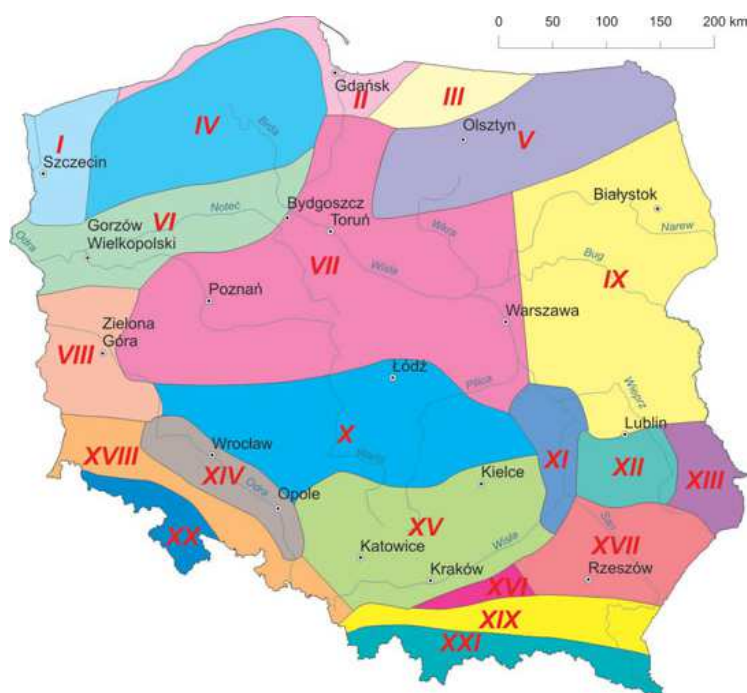 0 50 100 150 200 km
Gdańsk
II
III
IV
I
Szczecin
Brda
Olsztyn
V
Białystok
Narew
VI
Noteć
Bydgoszcz
Toruń
Gorzów
Wielkopolski
Odra
Wkra
Wisła
VII
Bug
IX
Poznań
Warszawa
VIII
Zielona
Góra
Łódź
Pilica
Wieprz
Lublin
X
XI
XII
XIII
XVIII
Wrocław
XIV
Warta
Odra
Opole
Kielce
XV
XX
San
XVII
Katowice
Wisła
Kraków
XVI
Rzeszów
XIX
XXI